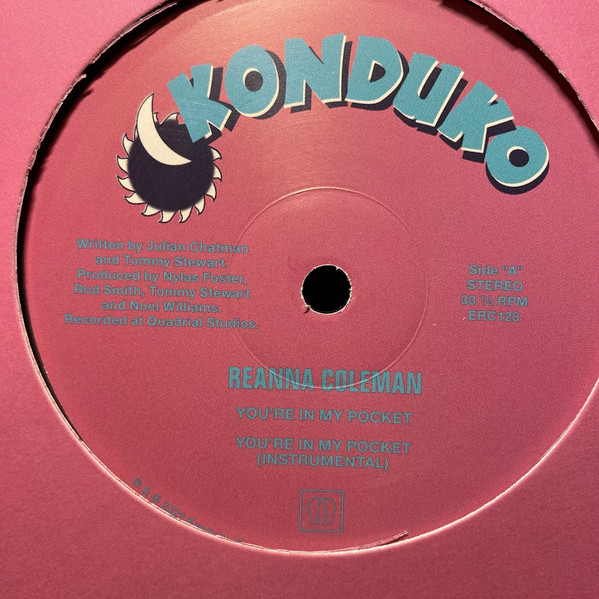 KONDUKO
Written by Julian Chatman
and Tommy Stewart.
Produced by Nylas Foster,
Rod Smith, Tommy Stewart
and Noel Williams.
Recorded at Quadrial Studios.
Side "A"
STEREO
33 ⅓ RPM
ERC128
REANNA COLEMAN
YOU'RE IN MY POCKET
YOU'RE IN MY POCKET
(INSTRUMENTAL)